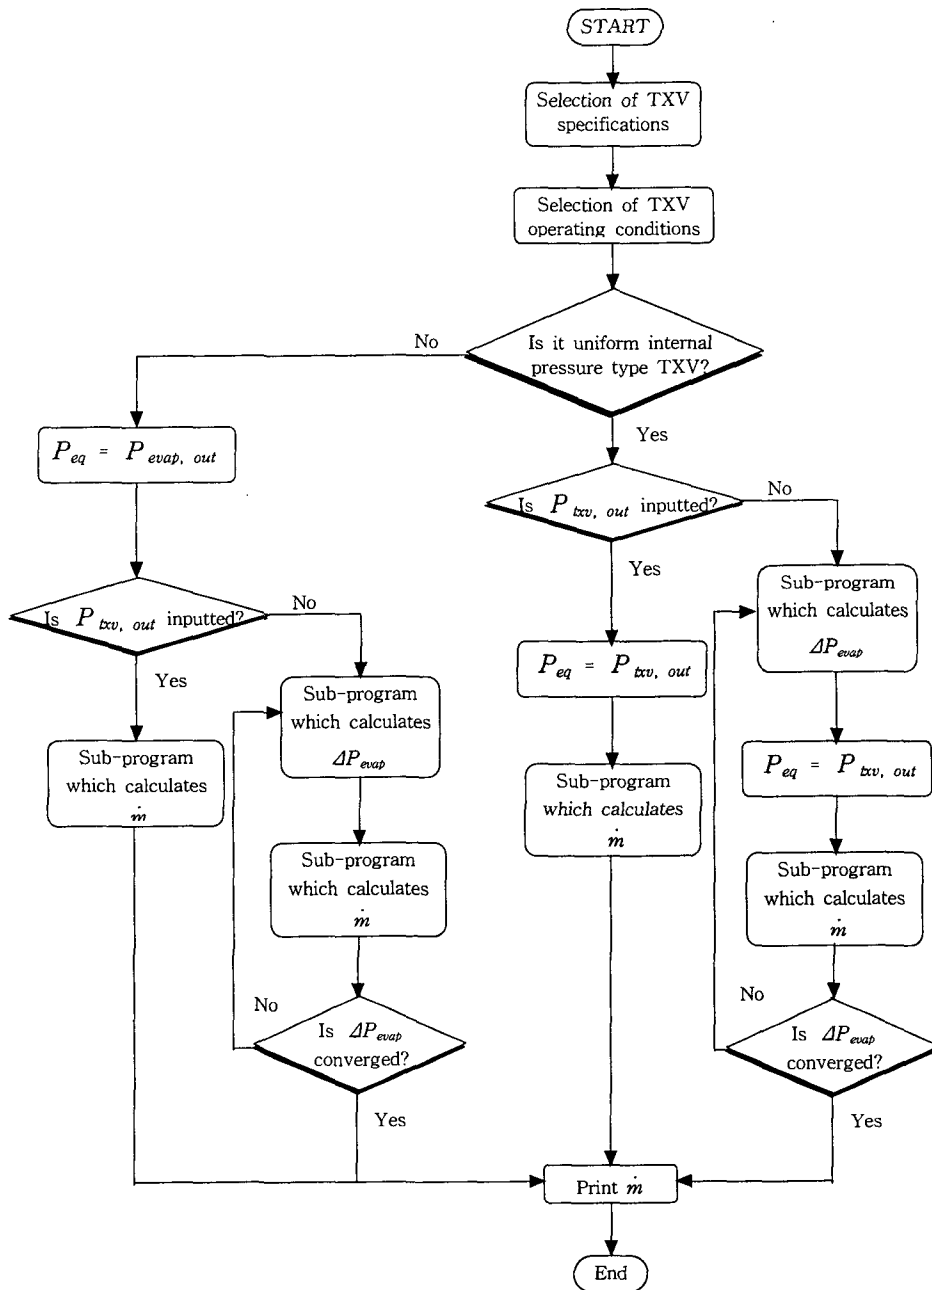 START
Selection of TXV
specifications
Selection of TXV
operating conditions
Is it uniform internal
pressure type TXV?
No
Yes
P_eq = P_evap, out
Is P_txv, out inputted?
No
Yes
Is P_txv, out inputted?
No
Yes
Sub-program
which calculates
ΔP_evap
P_eq = P_txv, out
Sub-program
which calculates
ΔP_evap
Sub-program
which calculates
ṁ
P_eq = P_txv, out
Sub-program
which calculates
ṁ
Sub-program
which calculates
ṁ
Sub-program
which calculates
ṁ
No
Is ΔP_evap
converged?
Yes
No
Is ΔP_evap
converged?
Yes
Print ṁ
End